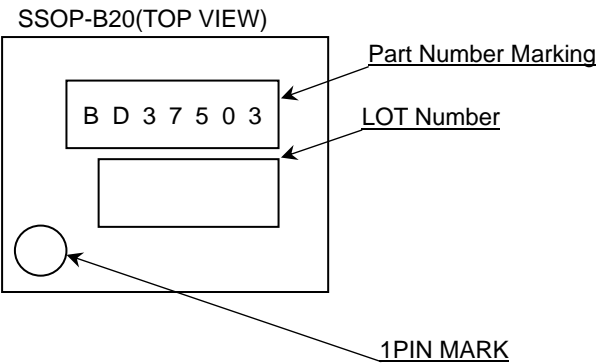 SSOP-B20(TOP VIEW)
Part Number Marking
B D 3 7 5 0 3
LOT Number
1PIN MARK